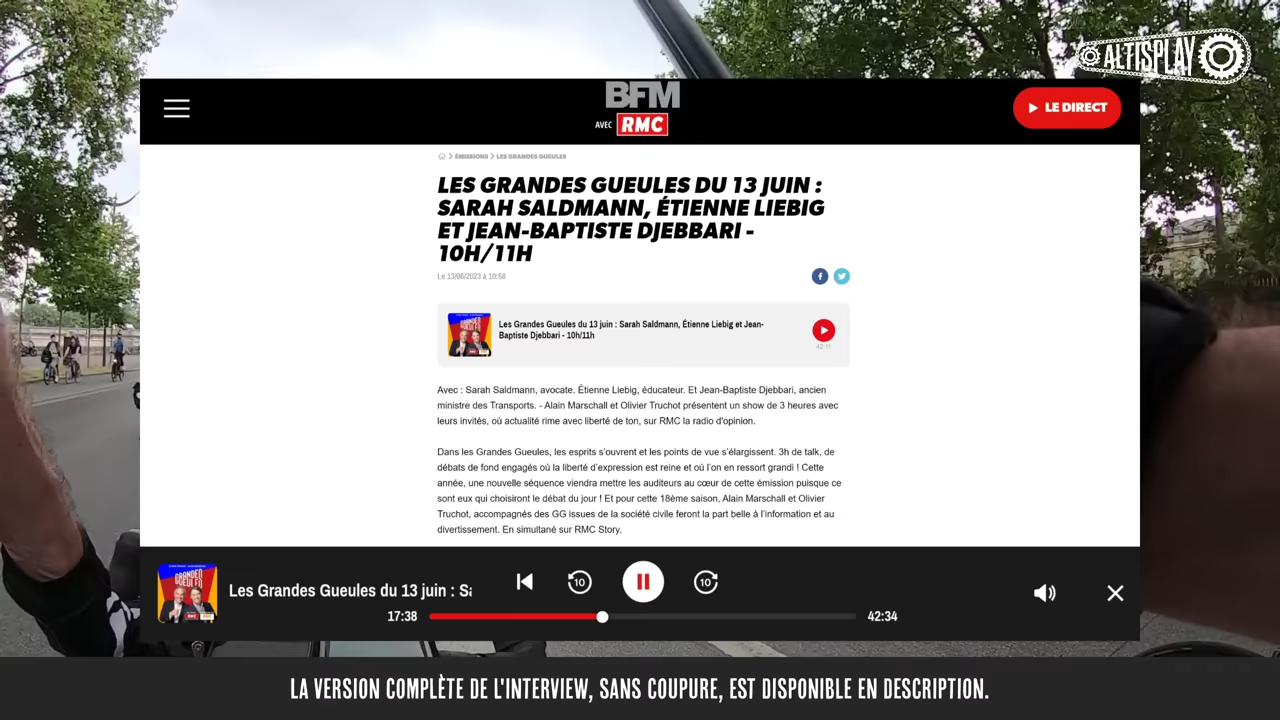 ALTISPLAY
BFM
AVEC RMC
LE DIRECT
ÉMISSIONS > LES GRANDES GUEULES
LES GRANDES GUEULES DU 13 JUIN :
SARAH SALDMANN, ÉTIENNE LIEBIG
ET JEAN-BAPTISTE DJEBBARI -
10H/11H
Le 13/06/2023 à 10:58
Les Grandes Gueules du 13 juin : Sarah Saldmann, Étienne Liebig et Jean-
Baptiste Djebbari - 10h/11h
42:11
Avec : Sarah Saldmann, avocate. Étienne Liebig, éducateur. Et Jean-Baptiste Djebbari, ancien
ministre des Transports. - Alain Marschall et Olivier Truchot présentent un show de 3 heures avec
leurs invités, où actualité rime avec liberté de ton, sur RMC la radio d'opinion.
Dans les Grandes Gueules, les esprits s'ouvrent et les points de vue s'élargissent. 3h de talk, de
débats de fond engagés où la liberté d'expression est reine et où l'on en ressort grandi ! Cette
année, une nouvelle séquence viendra mettre les auditeurs au cœur de cette émission puisque ce
sont eux qui choisiront le débat du jour ! Et pour cette 18ème saison, Alain Marschall et Olivier
Truchot, accompagnés des GG issues de la société civile feront la part belle à l'information et au
divertissement. En simultané sur RMC Story.
GRANDES GUEULES
Les Grandes Gueules du 13 juin : Sa
10
10
17:38
42:34
LA VERSION COMPLÈTE DE L'INTERVIEW, SANS COUPURE, EST DISPONIBLE EN DESCRIPTION.